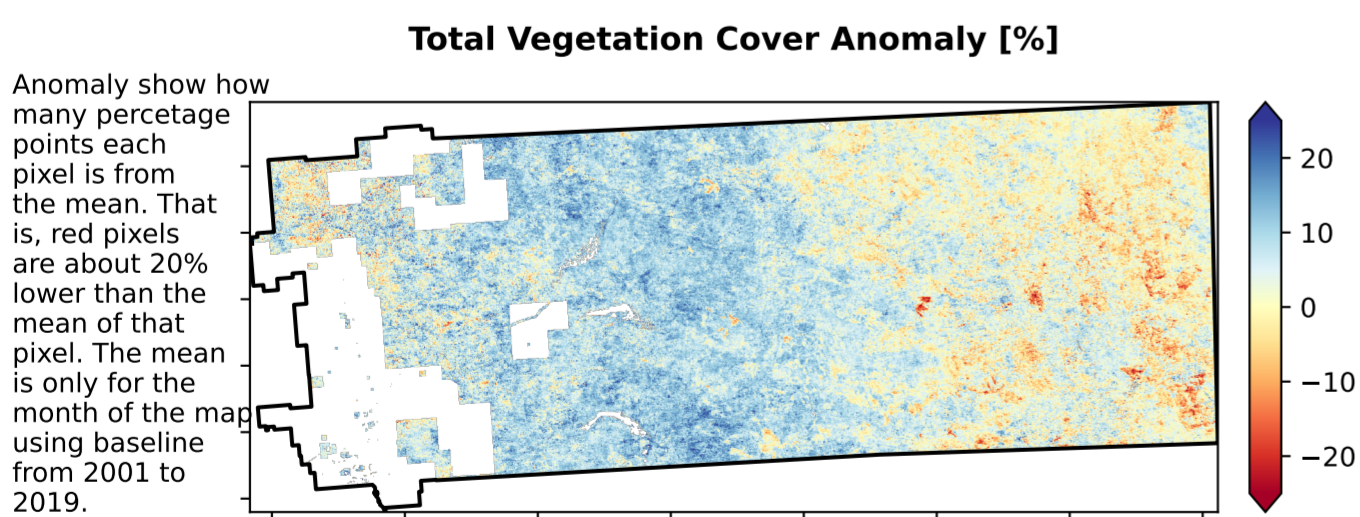 Total Vegetation Cover Anomaly [%]
Anomaly show how
many percetage
points each
pixel is from
the mean. That
is, red pixels
are about 20%
lower than the
mean of that
pixel. The mean
is only for the
month of the map
using baseline
from 2001 to
2019.
20
10
0
−10
−20